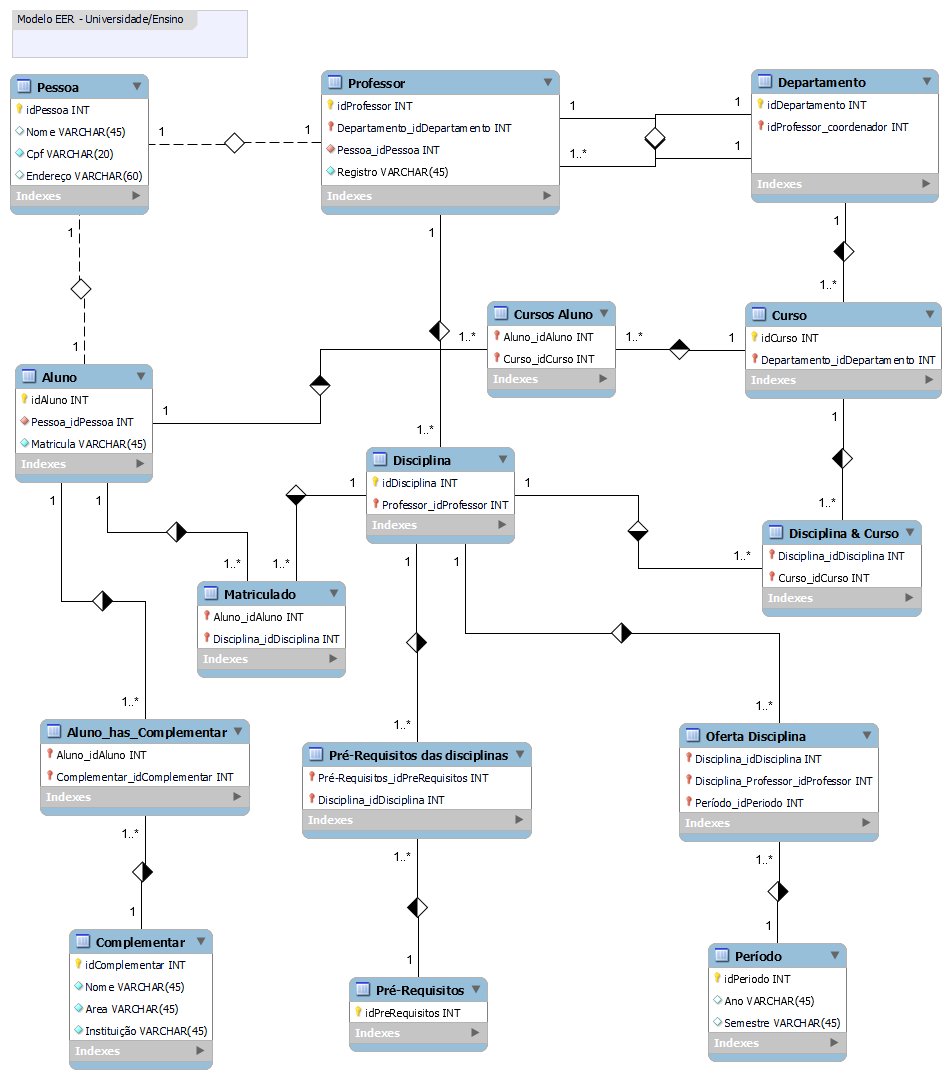 Modelo EER - Universidade/Ensino
Pessoa
idPessoa INT
Nome VARCHAR(45)
Cpf VARCHAR(20)
Endereço VARCHAR(60)
Indexes
1
1
Professor
idProfessor INT
Departamento_idDepartamento INT
Pessoa_idPessoa INT
Registro VARCHAR(45)
Indexes
1
1
1..*
1
Departamento
idDepartamento INT
idProfessor_coordenador INT
Indexes
1
1
1
1..*
1
1..*
Cursos Aluno
Aluno_idAluno INT
Curso_idCurso INT
Indexes
1..*
1..*
1
Curso
idCurso INT
Departamento_idDepartamento INT
Indexes
1
1..*
Aluno
idAluno INT
Pessoa_idPessoa INT
Matricula VARCHAR(45)
Indexes
1
1
1
Disciplina
idDisciplina INT
Professor_idProfessor INT
Indexes
1
1
1
1
Disciplina & Curso
Disciplina_idDisciplina INT
Curso_idCurso INT
Indexes
1..*
1..*
1..*
Matriculado
Aluno_idAluno INT
Disciplina_idDisciplina INT
Indexes
1..*
Aluno_has_Complementar
Aluno_idAluno INT
Complementar_idComplementar INT
Indexes
1..*
1
1..*
Pré-Requisitos das disciplinas
Pré-Requisitos_idPreRequisitos INT
Disciplina_idDisciplina INT
Indexes
1..*
1
1..*
Oferta Disciplina
Disciplina_idDisciplina INT
Disciplina_Professor_idProfessor INT
Período_idPeriodo INT
Indexes
1..*
1
Complementar
idComplementar INT
Nome VARCHAR(45)
Area VARCHAR(45)
Instituição VARCHAR(45)
Indexes
Pré-Requisitos
idPreRequisitos INT
Indexes
Período
idPeriodo INT
Ano VARCHAR(45)
Semestre VARCHAR(45)
Indexes